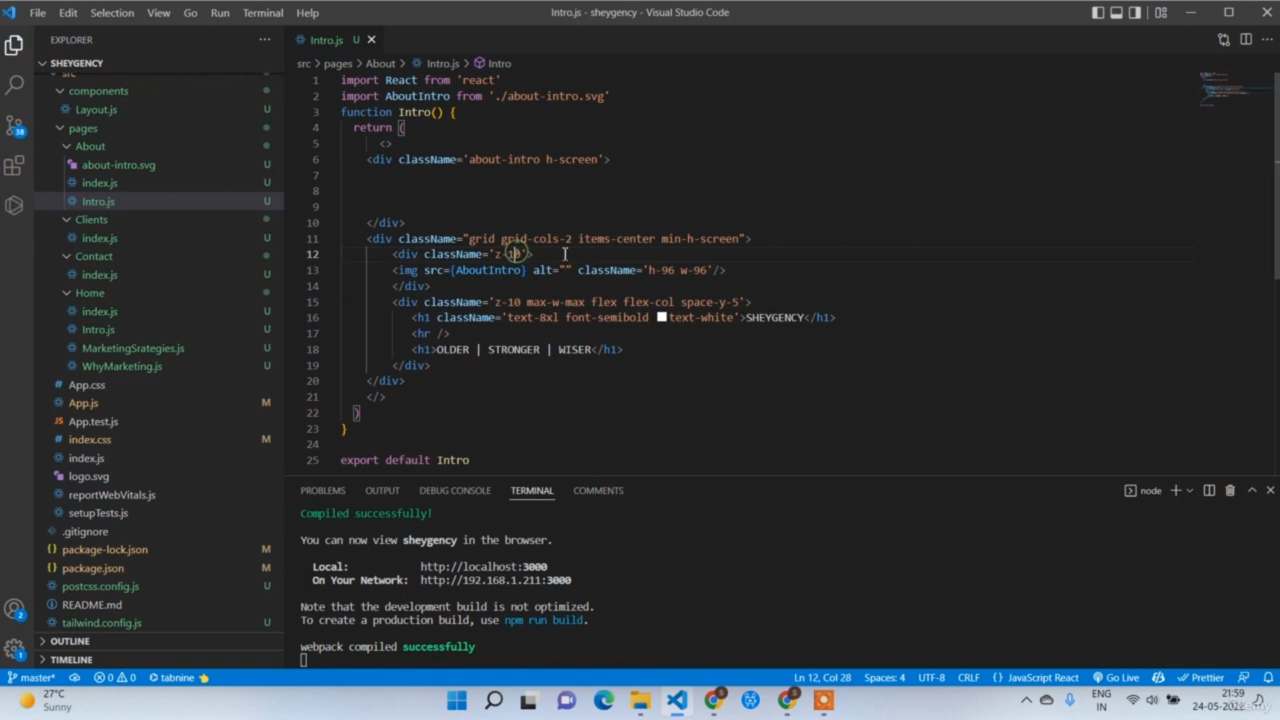 File Edit Selection View Go Run Terminal Help
Intro.js - sheygency - Visual Studio Code
EXPLORER
SHEYGENCY
src
components
Layout.js
pages
About
about-intro.svg U
index.js U
Intro.js U
Clients
index.js U
Contact
index.js U
Home
index.js U
Intro.js U
MarketingSrategies.js U
WhyMarketing.js U
App.css
App.js M
App.test.js
index.css M
index.js
logo.svg
reportWebVitals.js
setupTests.js
.gitignore
package-lock.json M
package.json M
postcss.config.js U
README.md
tailwind.config.js U
OUTLINE
TIMELINE
Intro.js U
src > pages > About > Intro.js > Intro
1 import React from 'react'
2 import AboutIntro from './about-intro.svg'
3 function Intro() {
4 return (
5 <>
6 <div className='about-intro h-screen'>
7
8
9
10 </div>
11 <div className="grid grid-cols-2 items-center min-h-screen">
12 <div className='z-10'>
13 <img src={AboutIntro} alt="" className='h-96 w-96'/>
14 </div>
15 <div className='z-10 max-w-max flex flex-col space-y-5'>
16 <h1 className='text-8xl font-semibold text-white'>SHEYGENCY</h1>
17 <hr />
18 <h1>OLDER | STRONGER | WISER</h1>
19 </div>
20 </div>
21 </>
22 )
23 }
24
25 export default Intro
PROBLEMS OUTPUT DEBUG CONSOLE TERMINAL COMMENTS
node
Compiled successfully!
You can now view sheygency in the browser.
Local: http://localhost:3000
On Your Network: http://192.168.1.211:3000
Note that the development build is not optimized.
To create a production build, use npm run build.
webpack compiled successfully
master* 0 0 tabnine Ln 12, Col 28 Spaces: 4 UTF-8 CRLF JavaScript React Go Live Prettier
27°C
Sunny
ENG
IN
21:59
24-05-2022